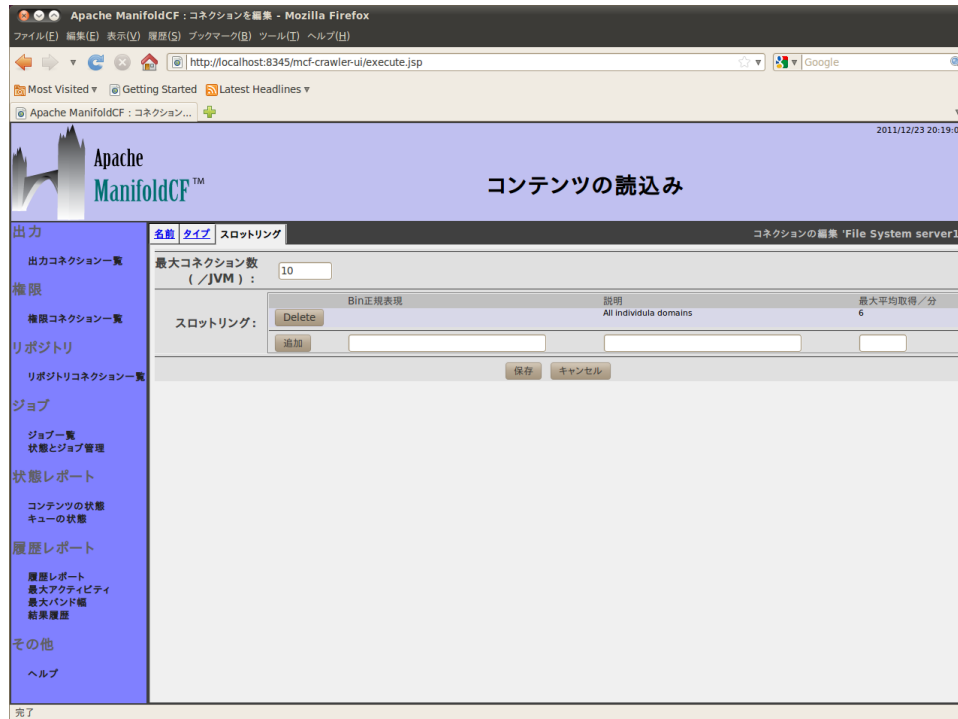 Apache ManifoldCF : コネクションを編集 - Mozilla Firefox
ファイル(F) 編集(E) 表示(V) 履歴(S) ブックマーク(B) ツール(T) ヘルプ(H)
http://localhost:8345/mcf-crawler-ui/execute.jsp
Google
Most Visited Getting Started Latest Headlines
Apache ManifoldCF : コネクション...
2011/12/23 20:19:0
Apache
ManifoldCF™
コンテンツの読込み
名前 タイプ スロットリング
コネクションの編集 'File System server1
出力
出力コネクション一覧
権限
権限コネクション一覧
リポジトリ
リポジトリコネクション一覧
ジョブ
ジョブ一覧
状態とジョブ管理
状態レポート
コンテンツの状態
キューの状態
履歴レポート
履歴レポート
最大アクティビティ
最大バンド幅
結果履歴
その他
ヘルプ
最大コネクション数
(／JVM) :
10
スロットリング:
Bin正規表現 説明 最大平均取得／分
Delete All individula domains 6
追加
保存 キャンセル
完了